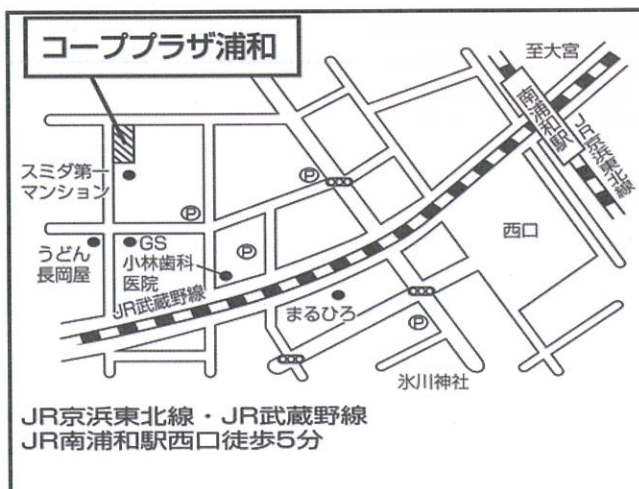 コーププラザ浦和
至大宮
南浦和駅
JR京浜東北線
スミダ第一
マンション
Ⓟ
Ⓟ
西口
うどん
長岡屋
GS
小林歯科
医院
Ⓟ
JR武蔵野線
まるひろ
Ⓟ
氷川神社
JR京浜東北線・JR武蔵野線
JR南浦和駅西口徒歩5分